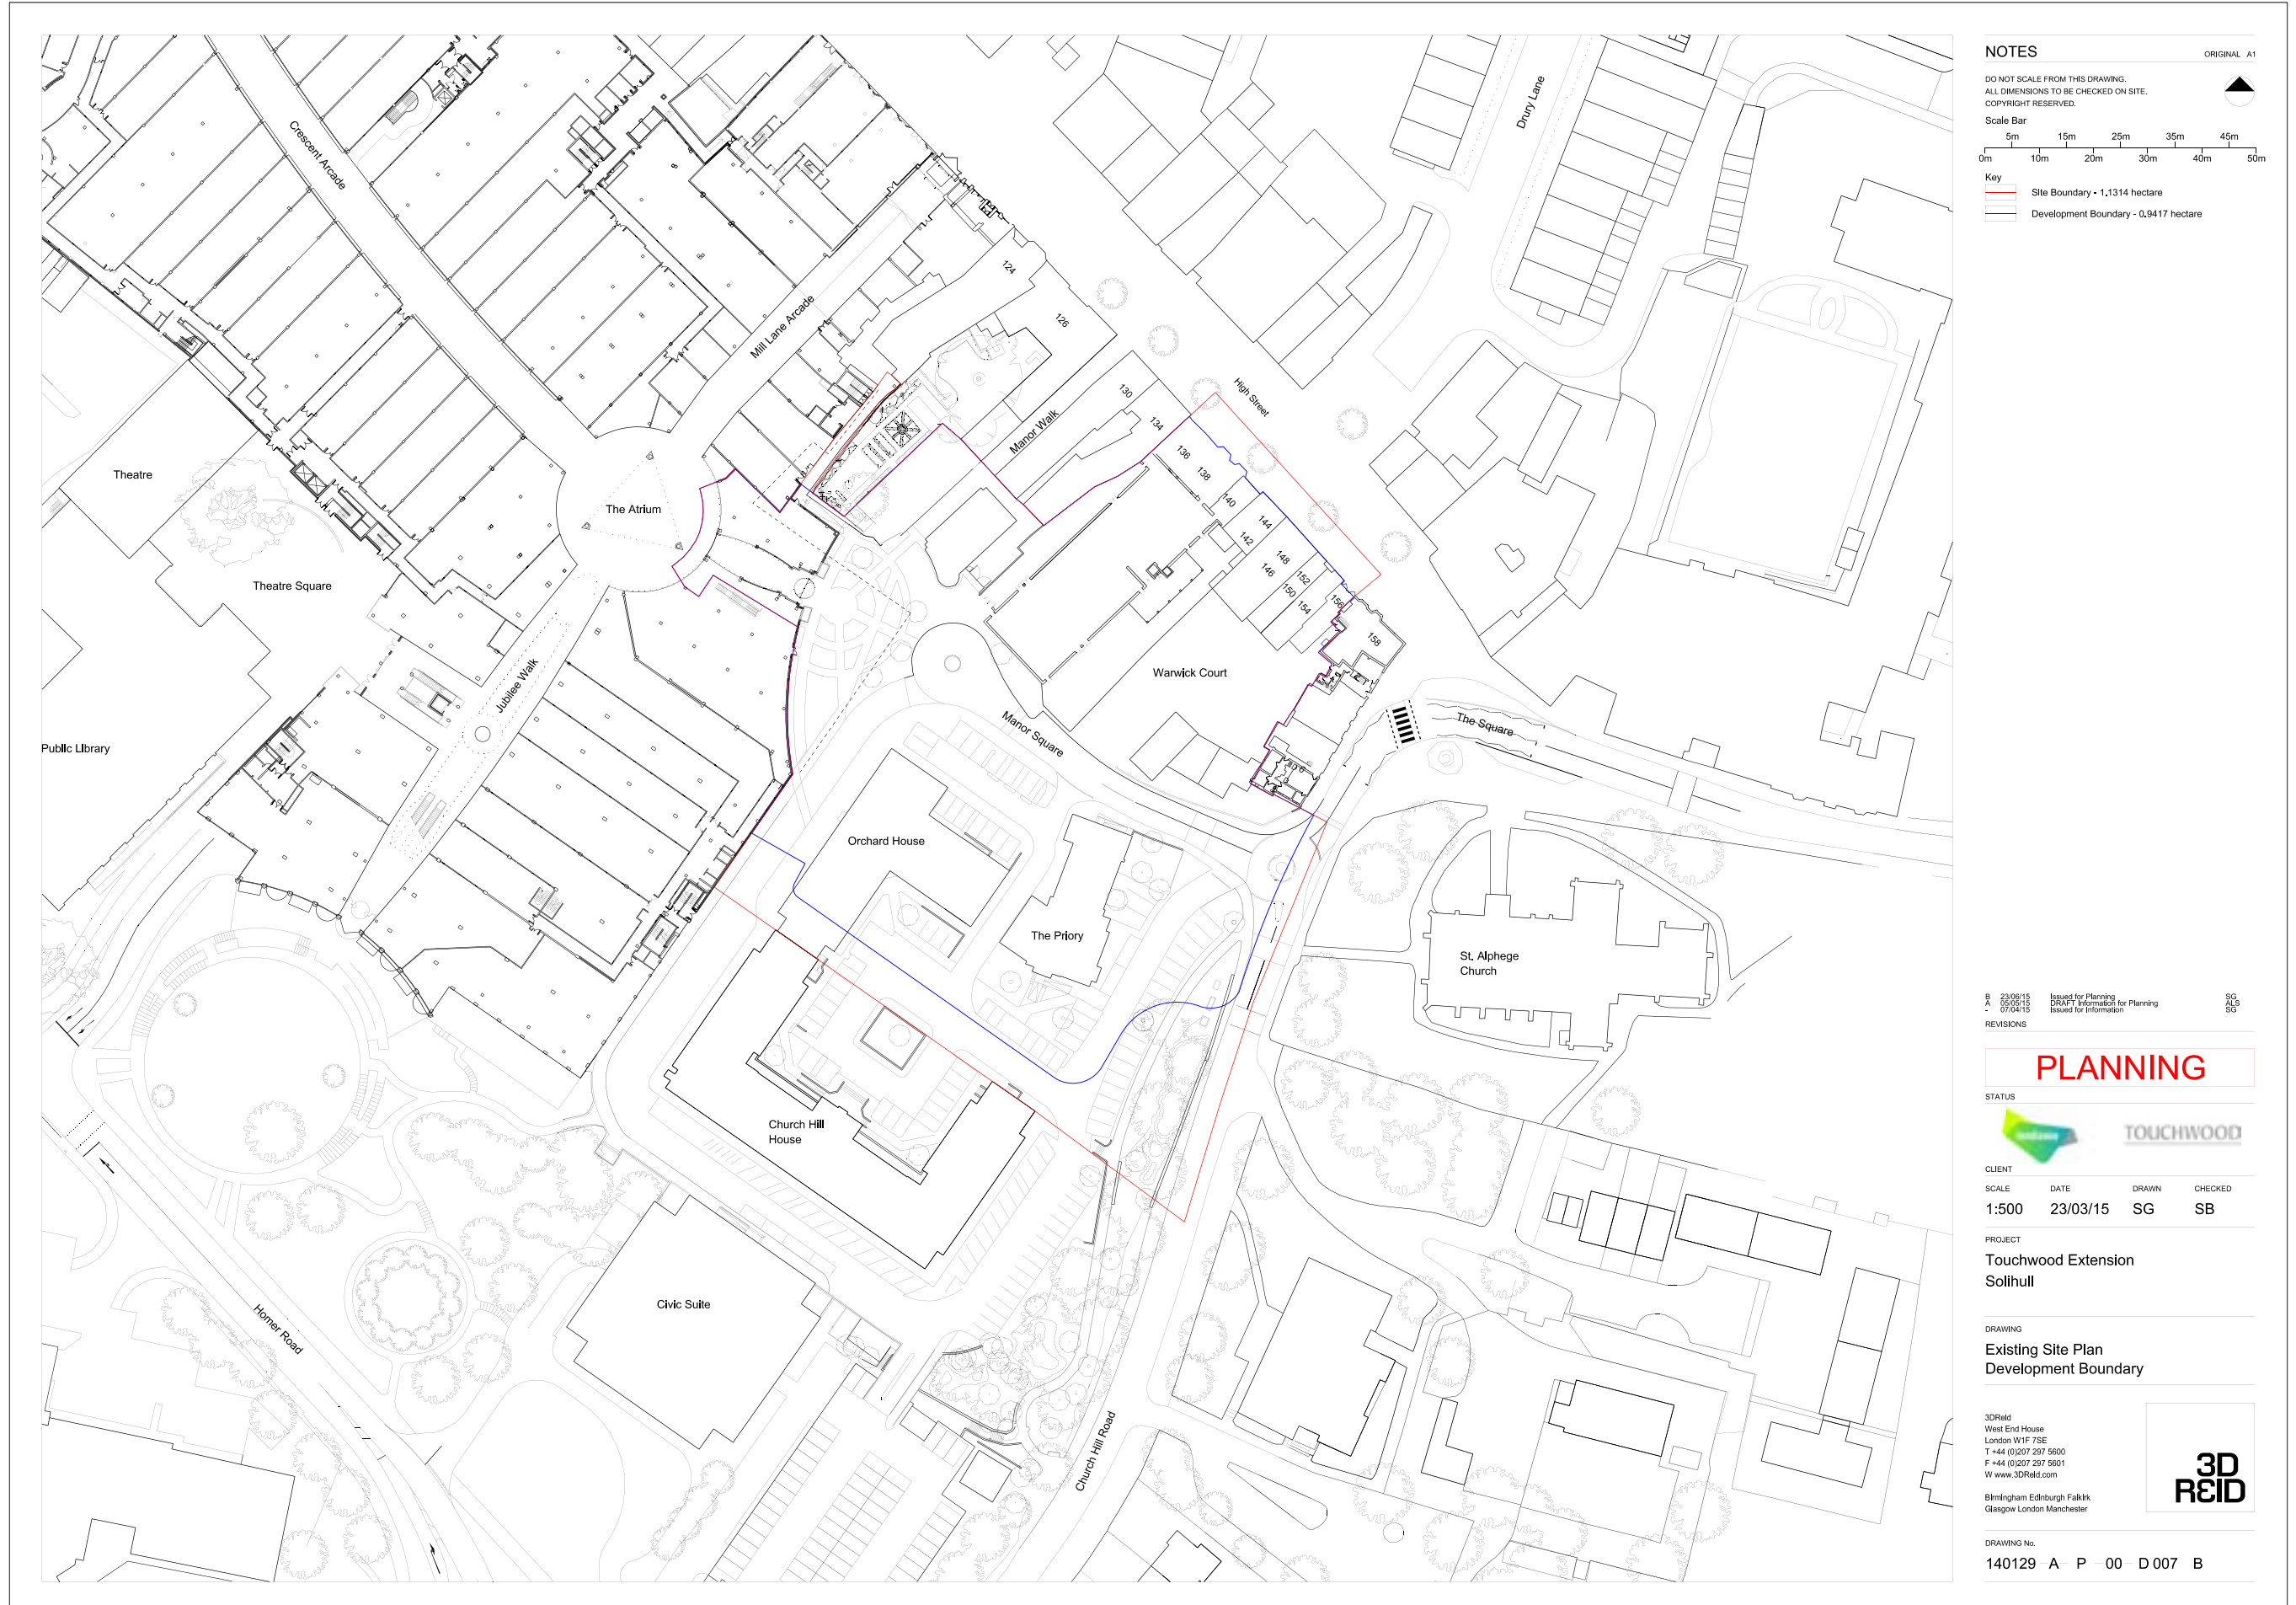 Crescent Arcade
Drury Lane
124
Mill Lane Arcade
126
130
High Street
Manor Walk
134
136
138
Theatre
140
The Atrium
144
142
148
Theatre Square
146
152
150
156
154
158
Warwick Court
Jubilee Walk
Manor Square
The Square
Public Library
Orchard House
The Priory
St. Alphege
Church
Church Hill
House
Civic Suite
Homer Road
Church Hill Road
NOTES
ORIGINAL A1
DO NOT SCALE FROM THIS DRAWING.
ALL DIMENSIONS TO BE CHECKED ON SITE.
COPYRIGHT RESERVED.
Scale Bar
5m 15m 25m 35m 45m
0m 10m 20m 30m 40m 50m
Key
Site Boundary - 1.1314 hectare
Development Boundary - 0.9417 hectare
B 23/06/15 Issued for Planning SG
A 05/05/15 DRAFT Information for Planning ALS
- 07/04/15 Issued for Information SG
REVISIONS
PLANNING
STATUS
TOUCHWOOD
CLIENT
SCALE DATE DRAWN CHECKED
1:500 23/03/15 SG SB
PROJECT
Touchwood Extension
Solihull
DRAWING
Existing Site Plan
Development Boundary
3DReid
West End House
London W1F 7SE
T +44 (0)207 297 5600
F +44 (0)207 297 5601
W www.3DReid.com
Birmingham Edinburgh Falkirk
Glasgow London Manchester
3D
REID
DRAWING No.
140129 A P 00 D 007 B